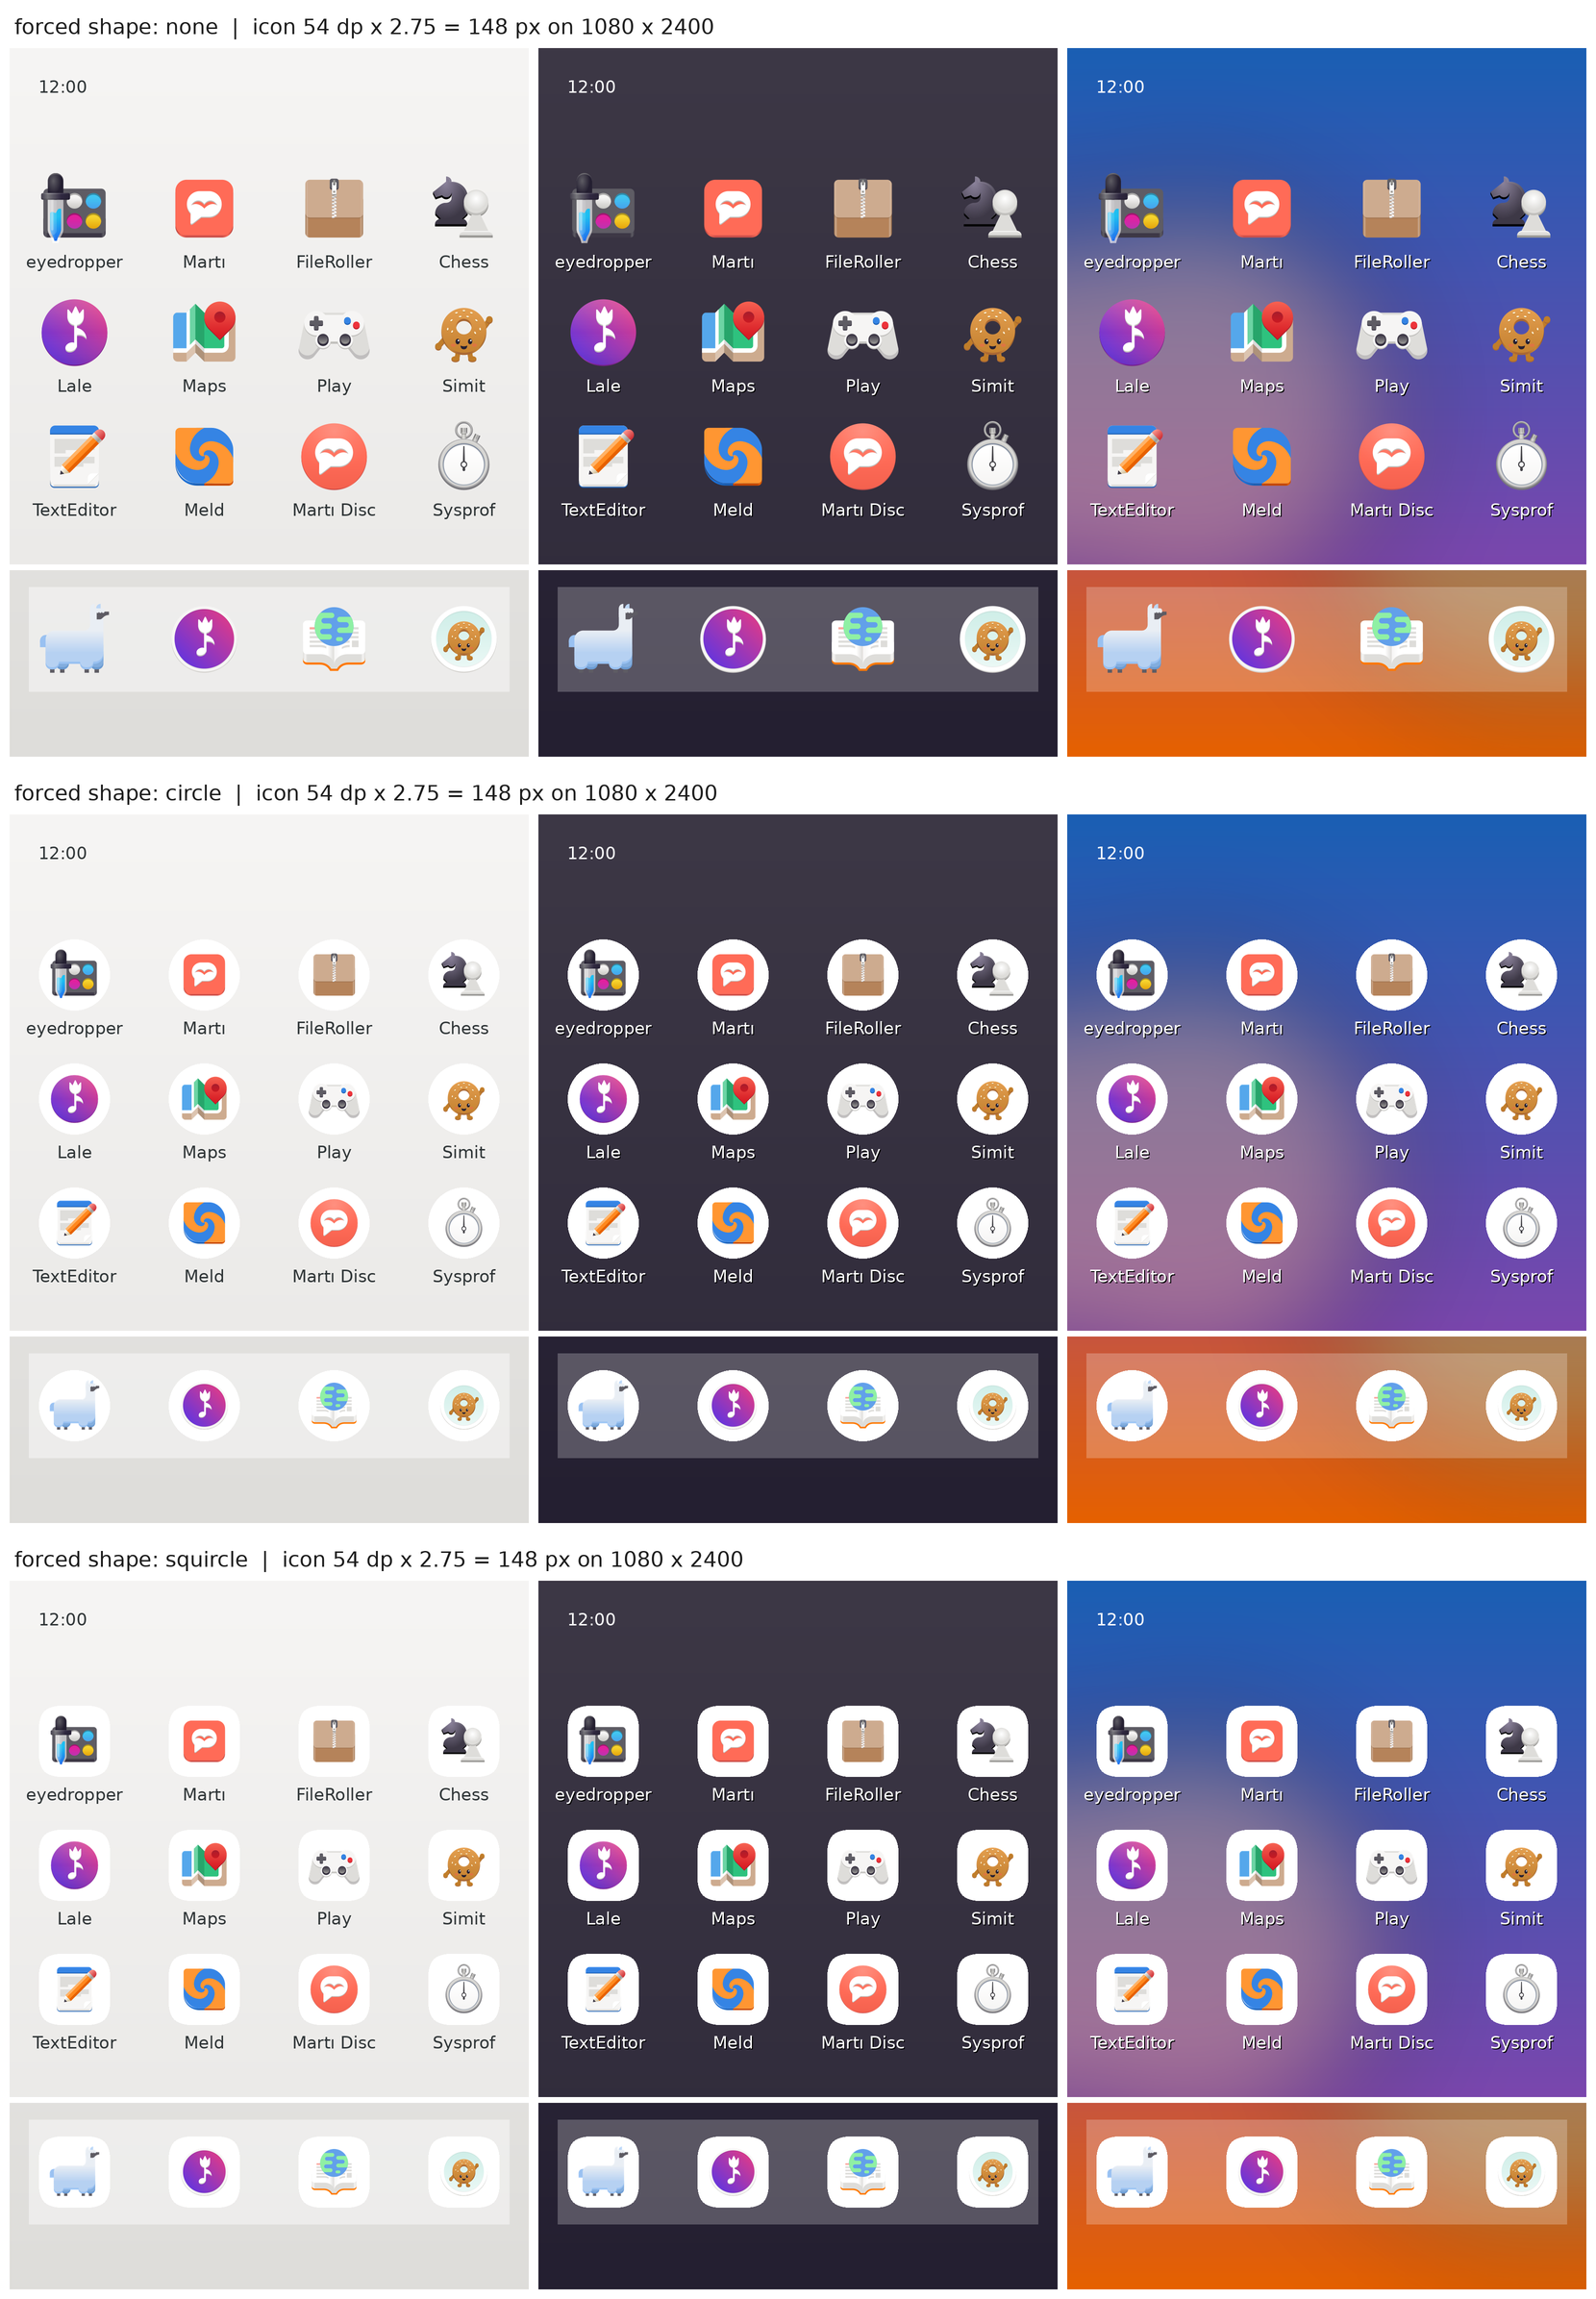 forced shape: none  |  icon 54 dp x 2.75 = 148 px on 1080 x 2400
12:00 12:00 12:00
eyedropper Martı FileRoller Chess eyedropper Martı FileRoller Chess eyedropper Martı FileRoller Chess
Lale Maps Play Simit Lale Maps Play Simit Lale Maps Play Simit
TextEditor Meld Martı Disc Sysprof TextEditor Meld Martı Disc Sysprof TextEditor Meld Martı Disc Sysprof
forced shape: circle  |  icon 54 dp x 2.75 = 148 px on 1080 x 2400
12:00 12:00 12:00
eyedropper Martı FileRoller Chess eyedropper Martı FileRoller Chess eyedropper Martı FileRoller Chess
Lale Maps Play Simit Lale Maps Play Simit Lale Maps Play Simit
TextEditor Meld Martı Disc Sysprof TextEditor Meld Martı Disc Sysprof TextEditor Meld Martı Disc Sysprof
forced shape: squircle  |  icon 54 dp x 2.75 = 148 px on 1080 x 2400
12:00 12:00 12:00
eyedropper Martı FileRoller Chess eyedropper Martı FileRoller Chess eyedropper Martı FileRoller Chess
Lale Maps Play Simit Lale Maps Play Simit Lale Maps Play Simit
TextEditor Meld Martı Disc Sysprof TextEditor Meld Martı Disc Sysprof TextEditor Meld Martı Disc Sysprof